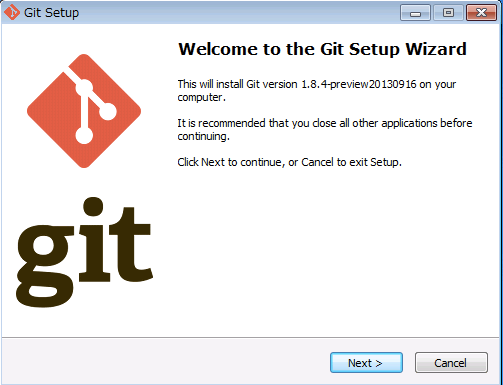 Git Setup
Welcome to the Git Setup Wizard
This will install Git version 1.8.4-preview20130916 on your
computer.
It is recommended that you close all other applications before
continuing.
Click Next to continue, or Cancel to exit Setup.
git
Next >
Cancel